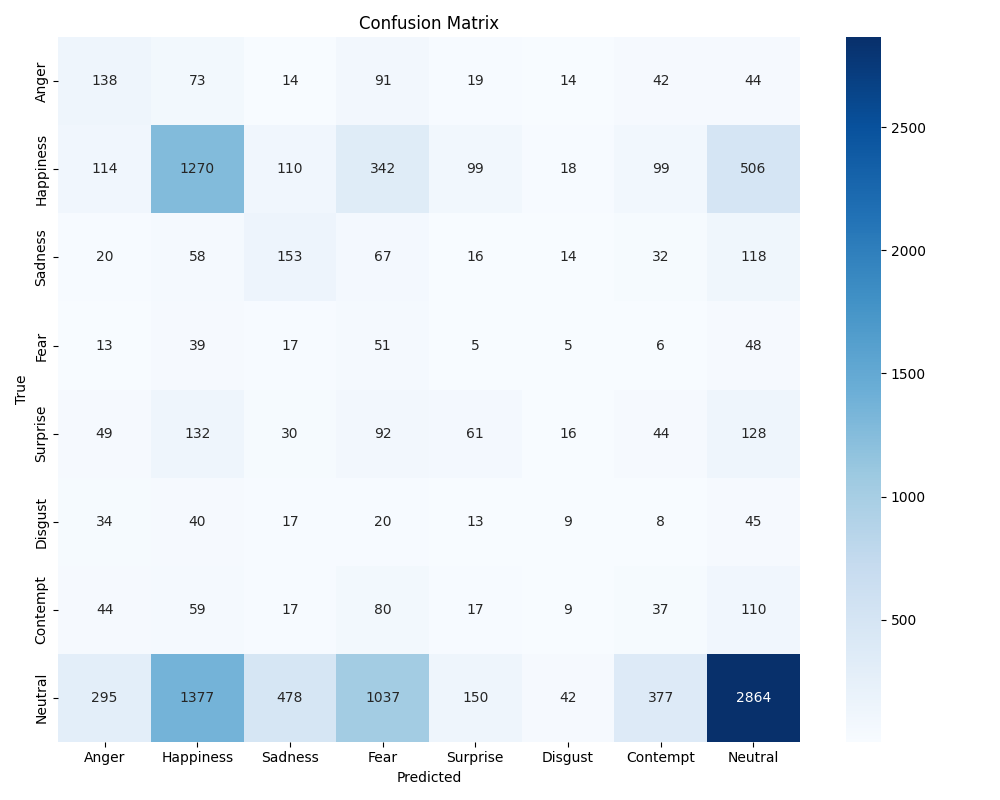 Confusion Matrix
Anger 138 73 14 91 19 14 42 44
Happiness 114 1270 110 342 99 18 99 506
Sadness 20 58 153 67 16 14 32 118
Fear 13 39 17 51 5 5 6 48
Surprise 49 132 30 92 61 16 44 128
Disgust 34 40 17 20 13 9 8 45
Contempt 44 59 17 80 17 9 37 110
Neutral 295 1377 478 1037 150 42 377 2864
True
Anger Happiness Sadness Fear Surprise Disgust Contempt Neutral
Predicted
2500
2000
1500
1000
500